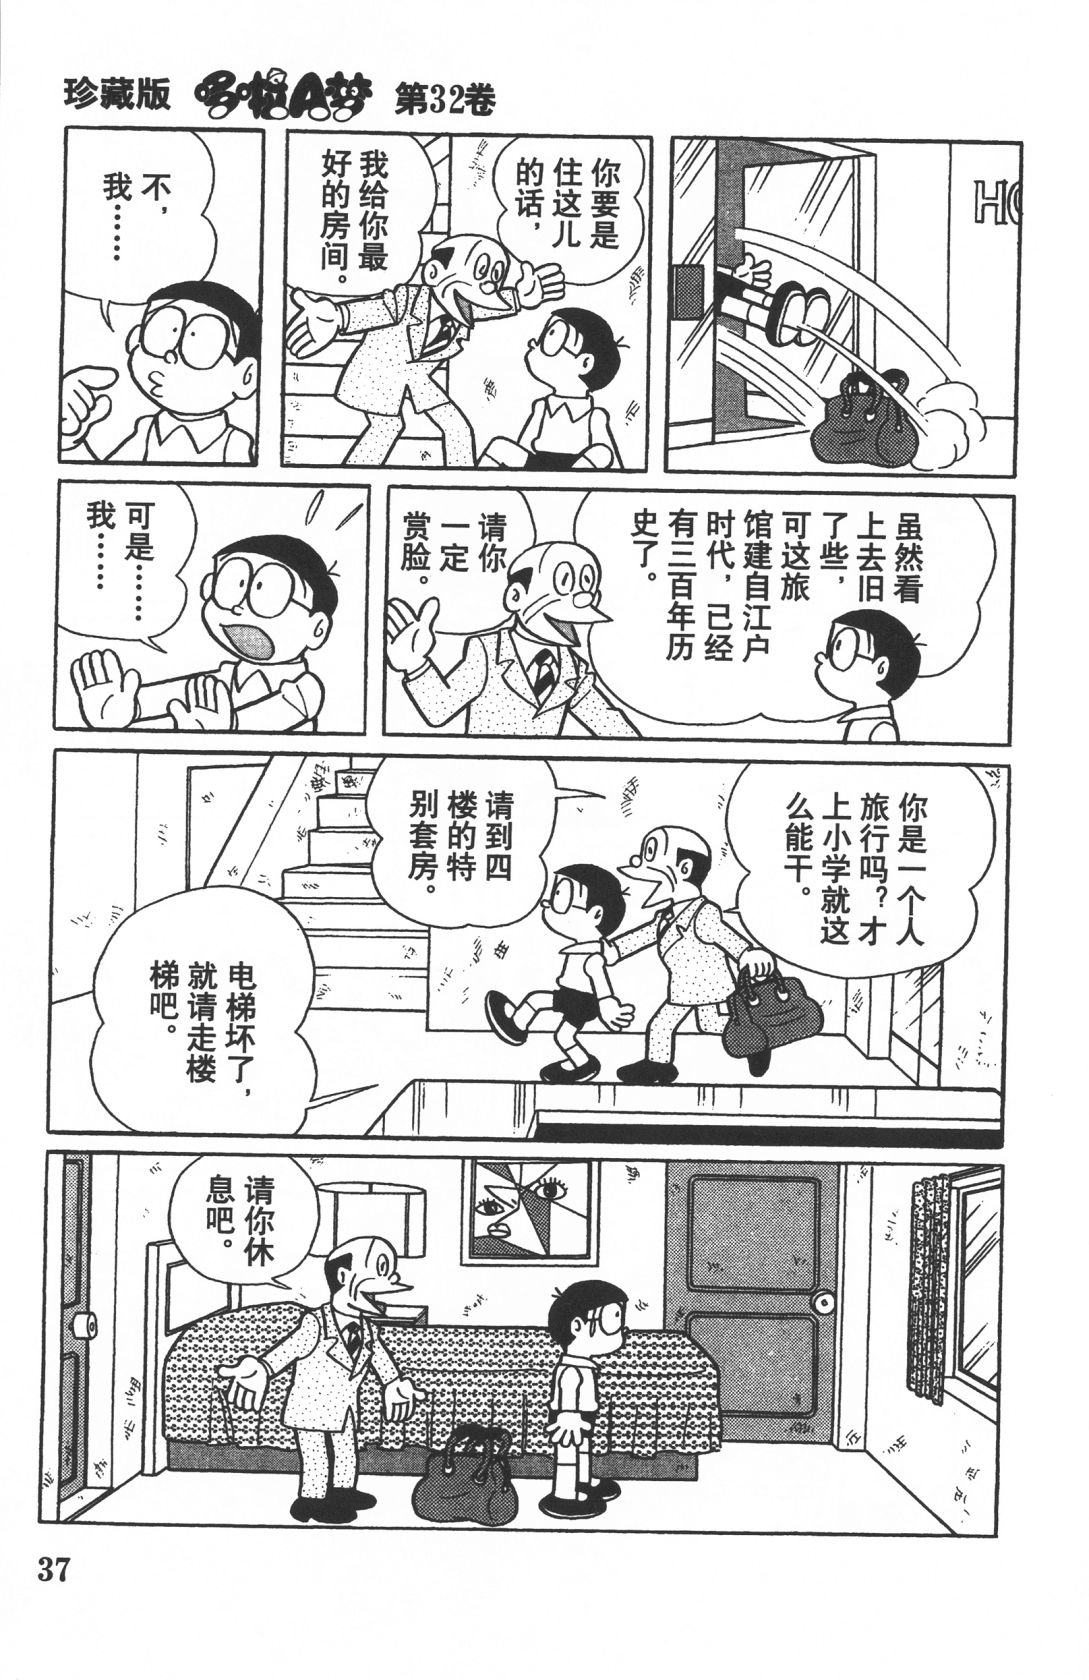 珍藏版 哆啦A梦 第32卷
HO
你要是
住这儿
的话，
我给你最
好的房间。
不，
我……
虽然看
上去旧
了些，
可这旅
馆建自江户
时代，已经
有三百年历
史了。
请你
一定
赏脸。
可是……
我……
你是一个人
旅行吗？才
上小学就这
么能干。
请到四
楼的特
别套房。
电梯坏了，
就请走楼
梯吧。
请你休
息吧。
37